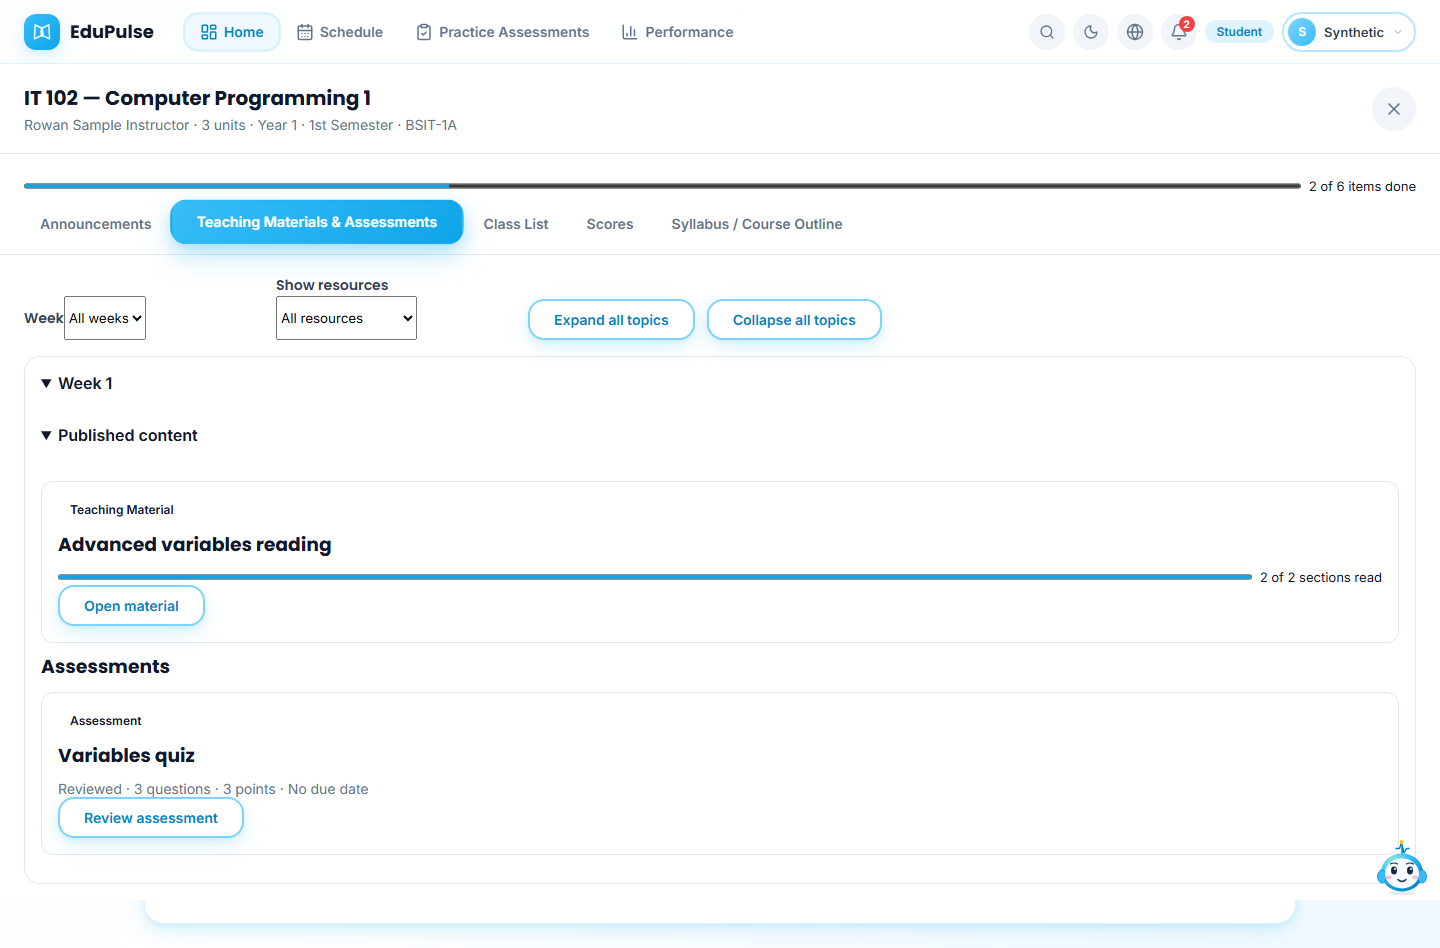 EduPulse
Home
Schedule
Practice Assessments
Performance
2
Student
S
Synthetic
IT 102 — Computer Programming 1
Rowan Sample Instructor · 3 units · Year 1 · 1st Semester · BSIT-1A
2 of 6 items done
Announcements
Teaching Materials & Assessments
Class List
Scores
Syllabus / Course Outline
Week
All weeks
Show resources
All resources
Expand all topics
Collapse all topics
Week 1
Published content
Teaching Material
Advanced variables reading
2 of 2 sections read
Open material
Assessments
Assessment
Variables quiz
Reviewed · 3 questions · 3 points · No due date
Review assessment